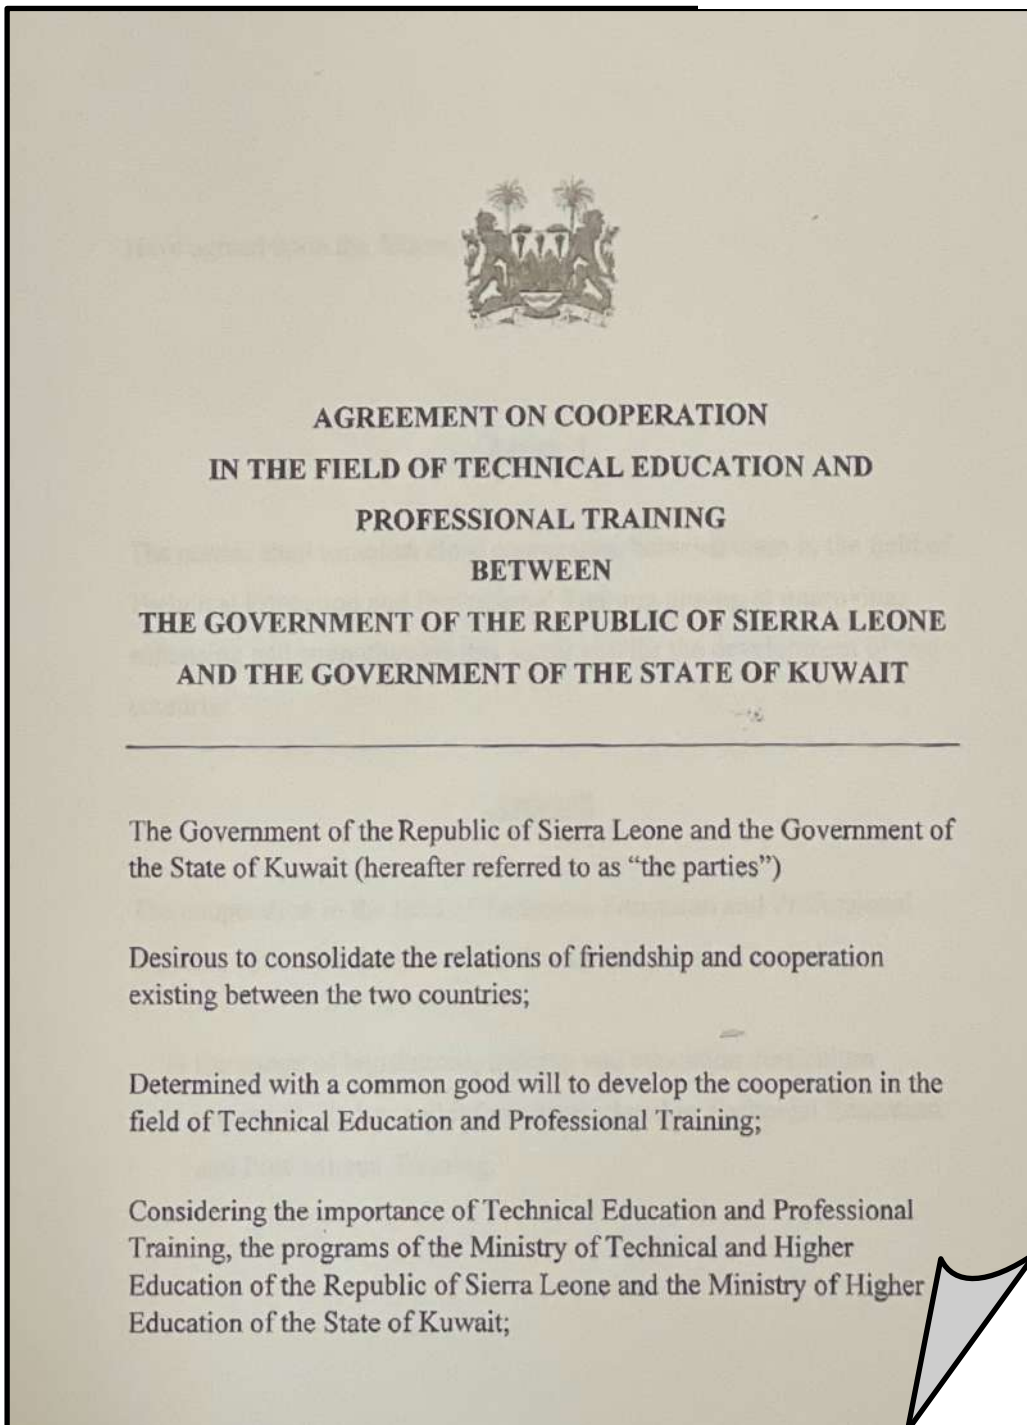 AGREEMENT ON COOPERATION
IN THE FIELD OF TECHNICAL EDUCATION AND
PROFESSIONAL TRAINING
BETWEEN
THE GOVERNMENT OF THE REPUBLIC OF SIERRA LEONE
AND THE GOVERNMENT OF THE STATE OF KUWAIT
The Government of the Republic of Sierra Leone and the Government of
the State of Kuwait (hereafter referred to as “the parties”)
Desirous to consolidate the relations of friendship and cooperation
existing between the two countries;
Determined with a common good will to develop the cooperation in the
field of Technical Education and Professional Training;
Considering the importance of Technical Education and Professional
Training, the programs of the Ministry of Technical and Higher
Education of the Republic of Sierra Leone and the Ministry of Higher
Education of the State of Kuwait;